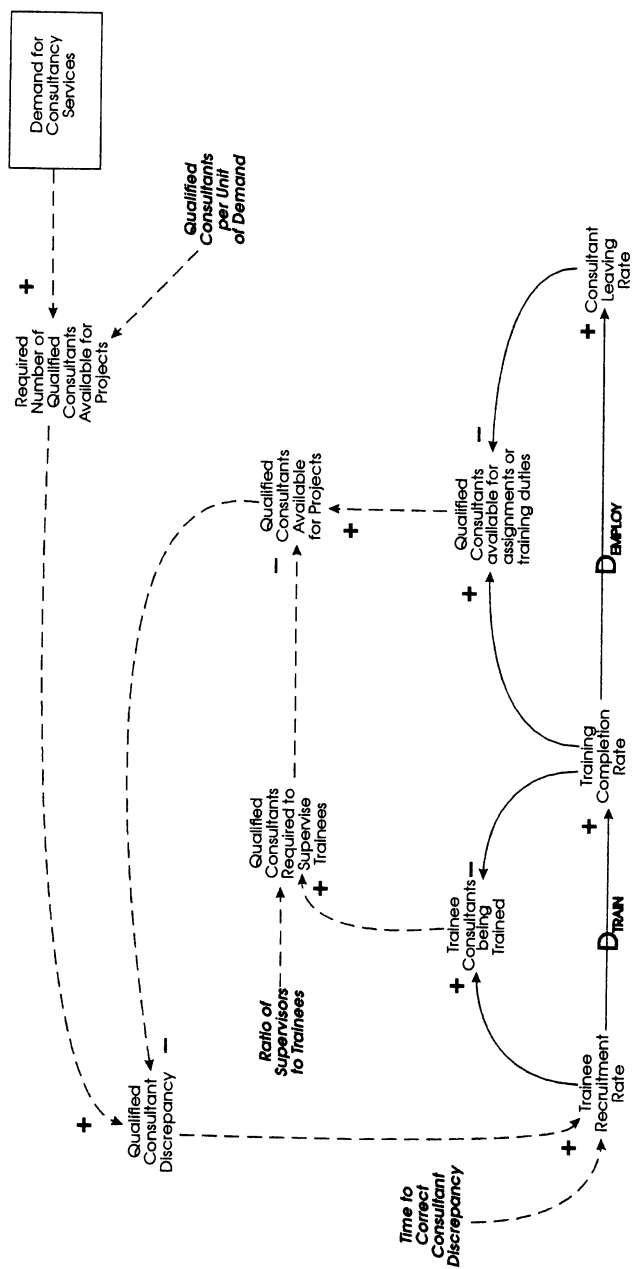 Demand for
Consultancy
Services
+
Required
Number of
Qualified
Consultants
Available for
Projects
Qualified
Consultants
per Unit
of Demand
+
Qualified
Consultant
Discrepancy
−
Qualified
Consultants
Available
for Projects
−
+
Qualified
Consultants
Required to
Supervise
Trainees
+
Ratio of
Supervisors
to Trainees
Time to
Correct
Consultant
Discrepancy
Trainee
Consultants
being
Trained
+
−
Qualified
Consultants
available for
assignments or
training duties
+
−
Trainee
Recruitment
Rate
+
DTRAIN
Training
Completion
Rate
+
DEMPLOY
Consultant
Leaving
Rate
+